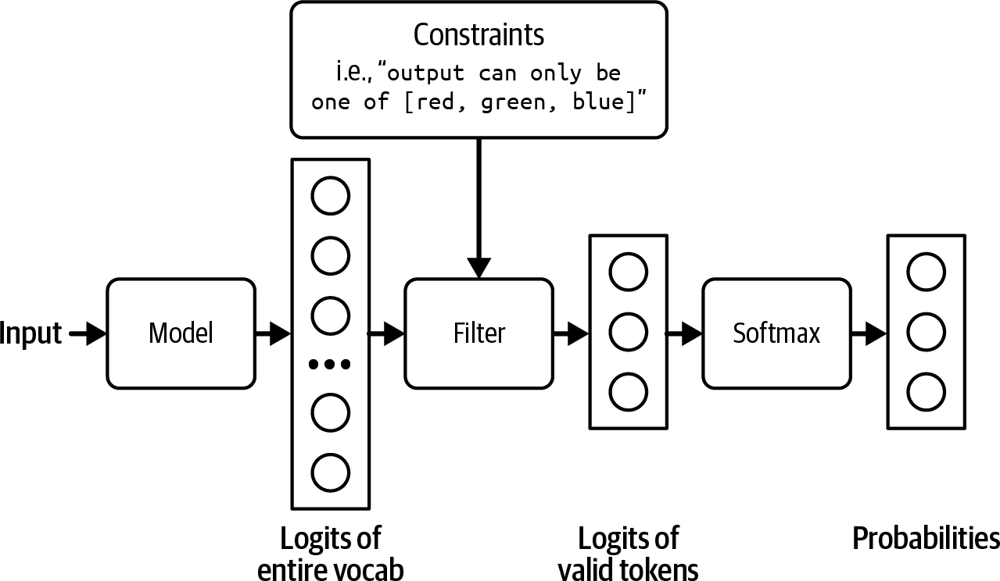 Constraints
i.e., “output can only be
one of [red, green, blue]”
Input
Model
Filter
Softmax
Logits of
entire vocab
Logits of
valid tokens
Probabilities